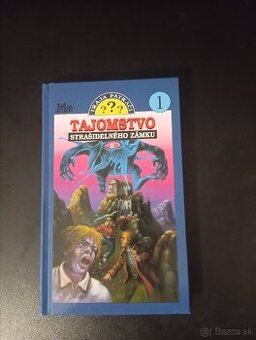 TRAJA PÁTRAČI
???
1
TAJOMSTVO
STRAŠIDELNÉHO ZÁMKU
Bazos.sk